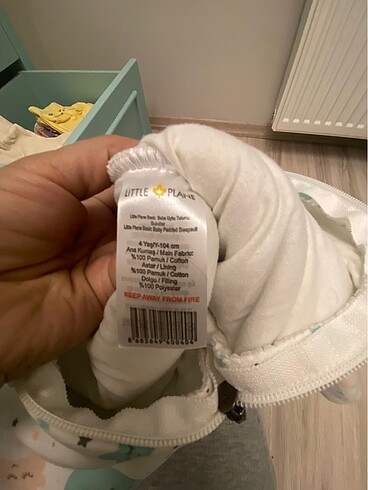 LITTLE PLANE
Little Plane Basic Bebe Uyku Tulumu
Little Plane Basic Baby Padded Sleepsuit
4 Yaş/Y-104 cm
Ana Kumaş / Main Fabric:
%100 Pamuk / Cotton
Astar / Lining
%100 Pamuk / Cotton
Dolgu / Filling
%100 Polyester
KEEP AWAY FROM FIRE